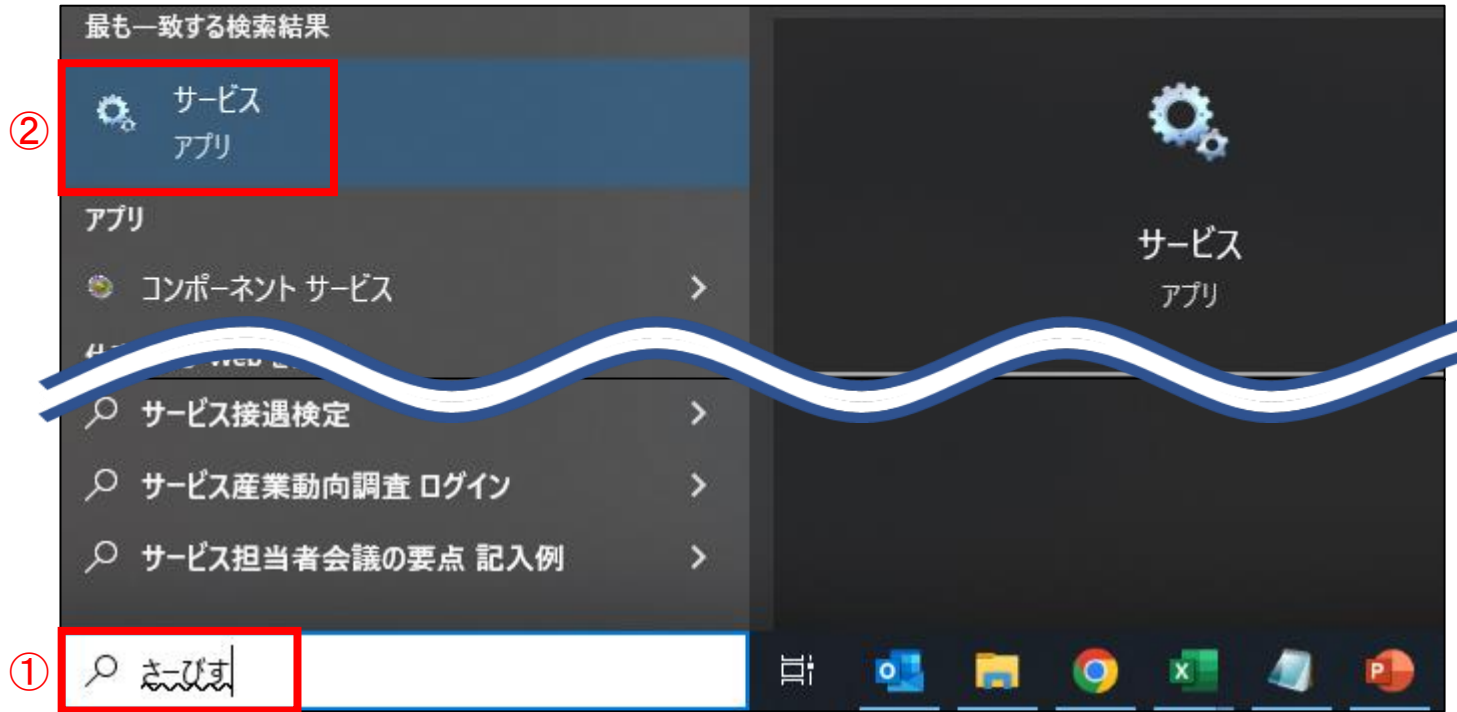 最も一致する検索結果
② サービス
アプリ
アプリ
コンポーネント サービス
サービス
アプリ
サービス接遇検定
サービス産業動向調査 ログイン
サービス担当者会議の要点 記入例
① さーびす